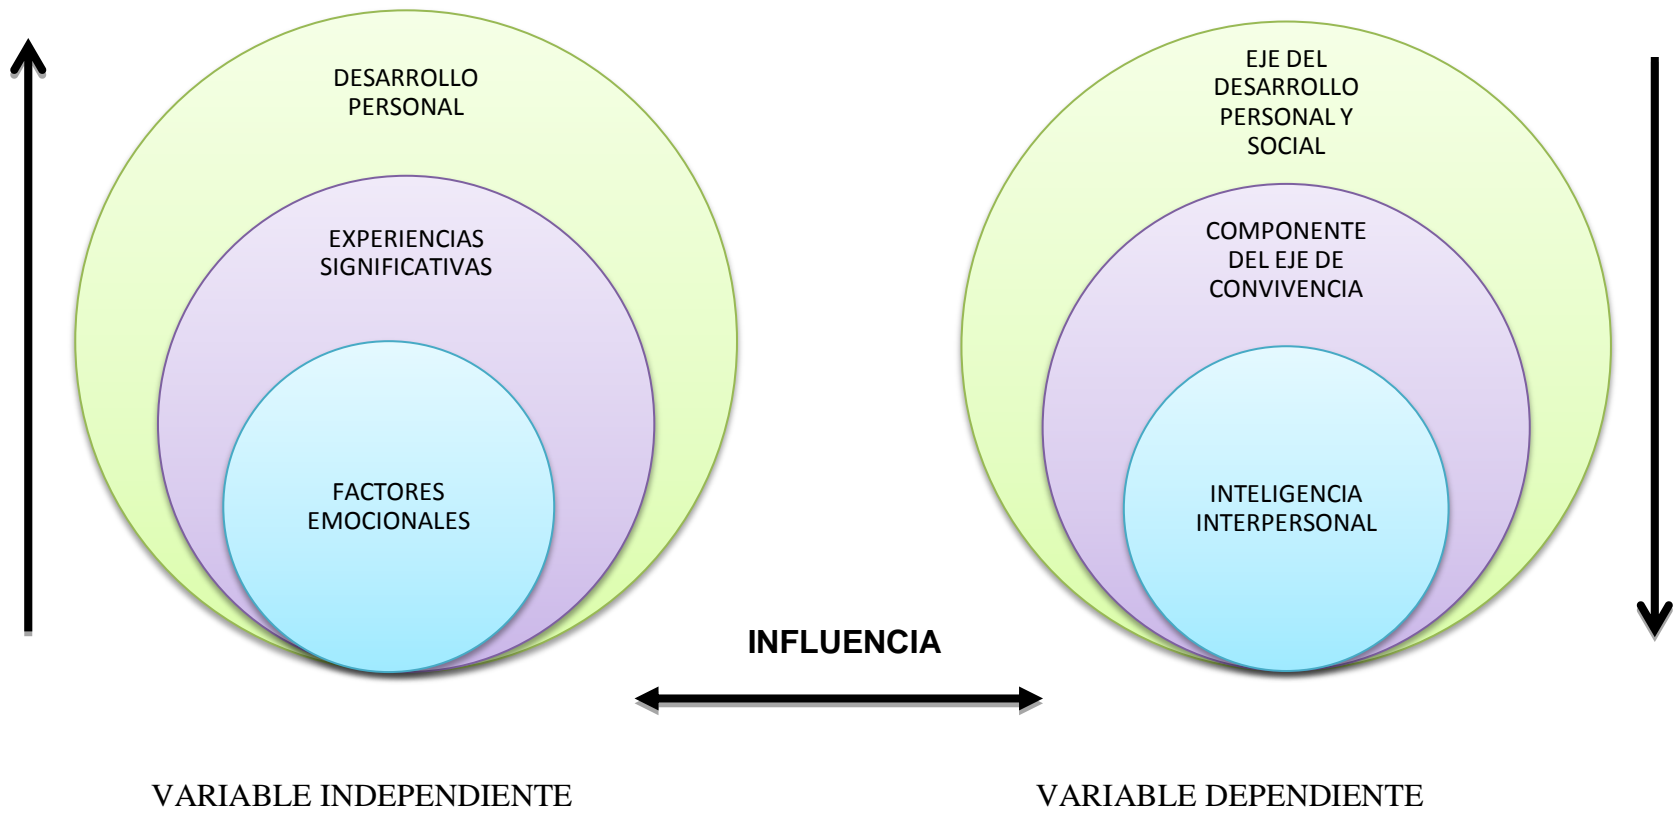 DESARROLLO
PERSONAL
EXPERIENCIAS
SIGNIFICATIVAS
FACTORES
EMOCIONALES
EJE DEL
DESARROLLO
PERSONAL Y
SOCIAL
COMPONENTE
DEL EJE DE
CONVIVENCIA
INTELIGENCIA
INTERPERSONAL
INFLUENCIA
VARIABLE INDEPENDIENTE
VARIABLE DEPENDIENTE